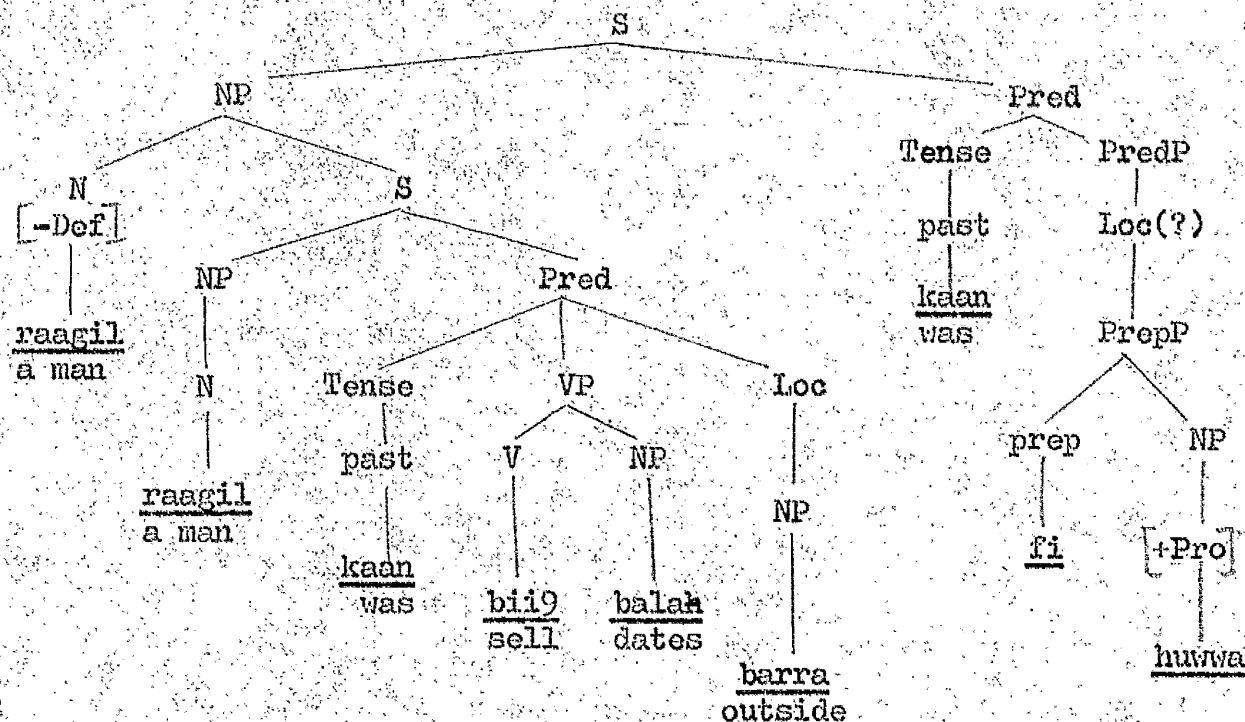 S
NP Pred
Tense PredP
N S
[-Def] past Loc(?)
NP Pred
kaan
raagil was PrepP
a man
N Tense VP Loc
past V NP prep NP
raagil NP
a man fi [+Pro]
kaan
was bii9 balaḥ
sell dates huwwa
barra
outside